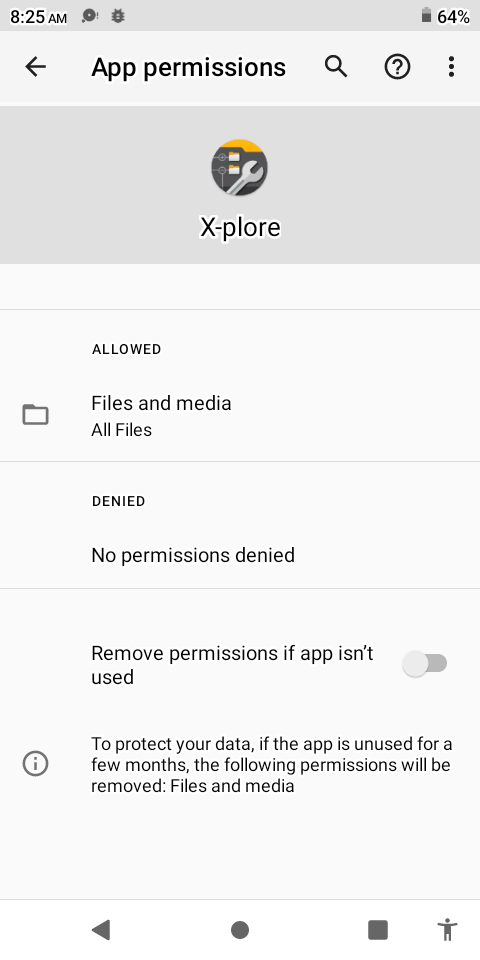 8:25 AM
64%
App permissions
X-plore
ALLOWED
Files and media
All Files
DENIED
No permissions denied
Remove permissions if app isn’t
used
To protect your data, if the app is unused for a
few months, the following permissions will be
removed: Files and media